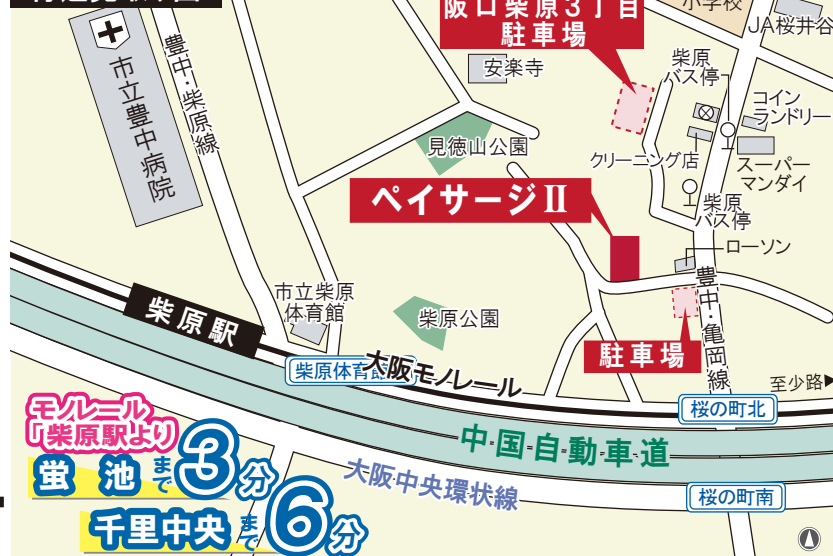 阪口柴原3丁目
駐車場
小学校
JA桜井谷
市立豊中病院
豊中・柴原線
安楽寺
柴原
バス停
コイン
ランドリー
見徳山公園
クリーニング店
スーパー
マンダイ
ペイサージⅡ
柴原
バス停
ローソン
豊中・亀岡線
市立柴原
体育館
柴原公園
柴原駅
駐車場
柴原体育館
大阪モノレール
至少路▶
桜の町北
モノレール
「柴原駅より
中国自動車道
蛍池まで3分
大阪中央環状線
桜の町南
千里中央まで6分